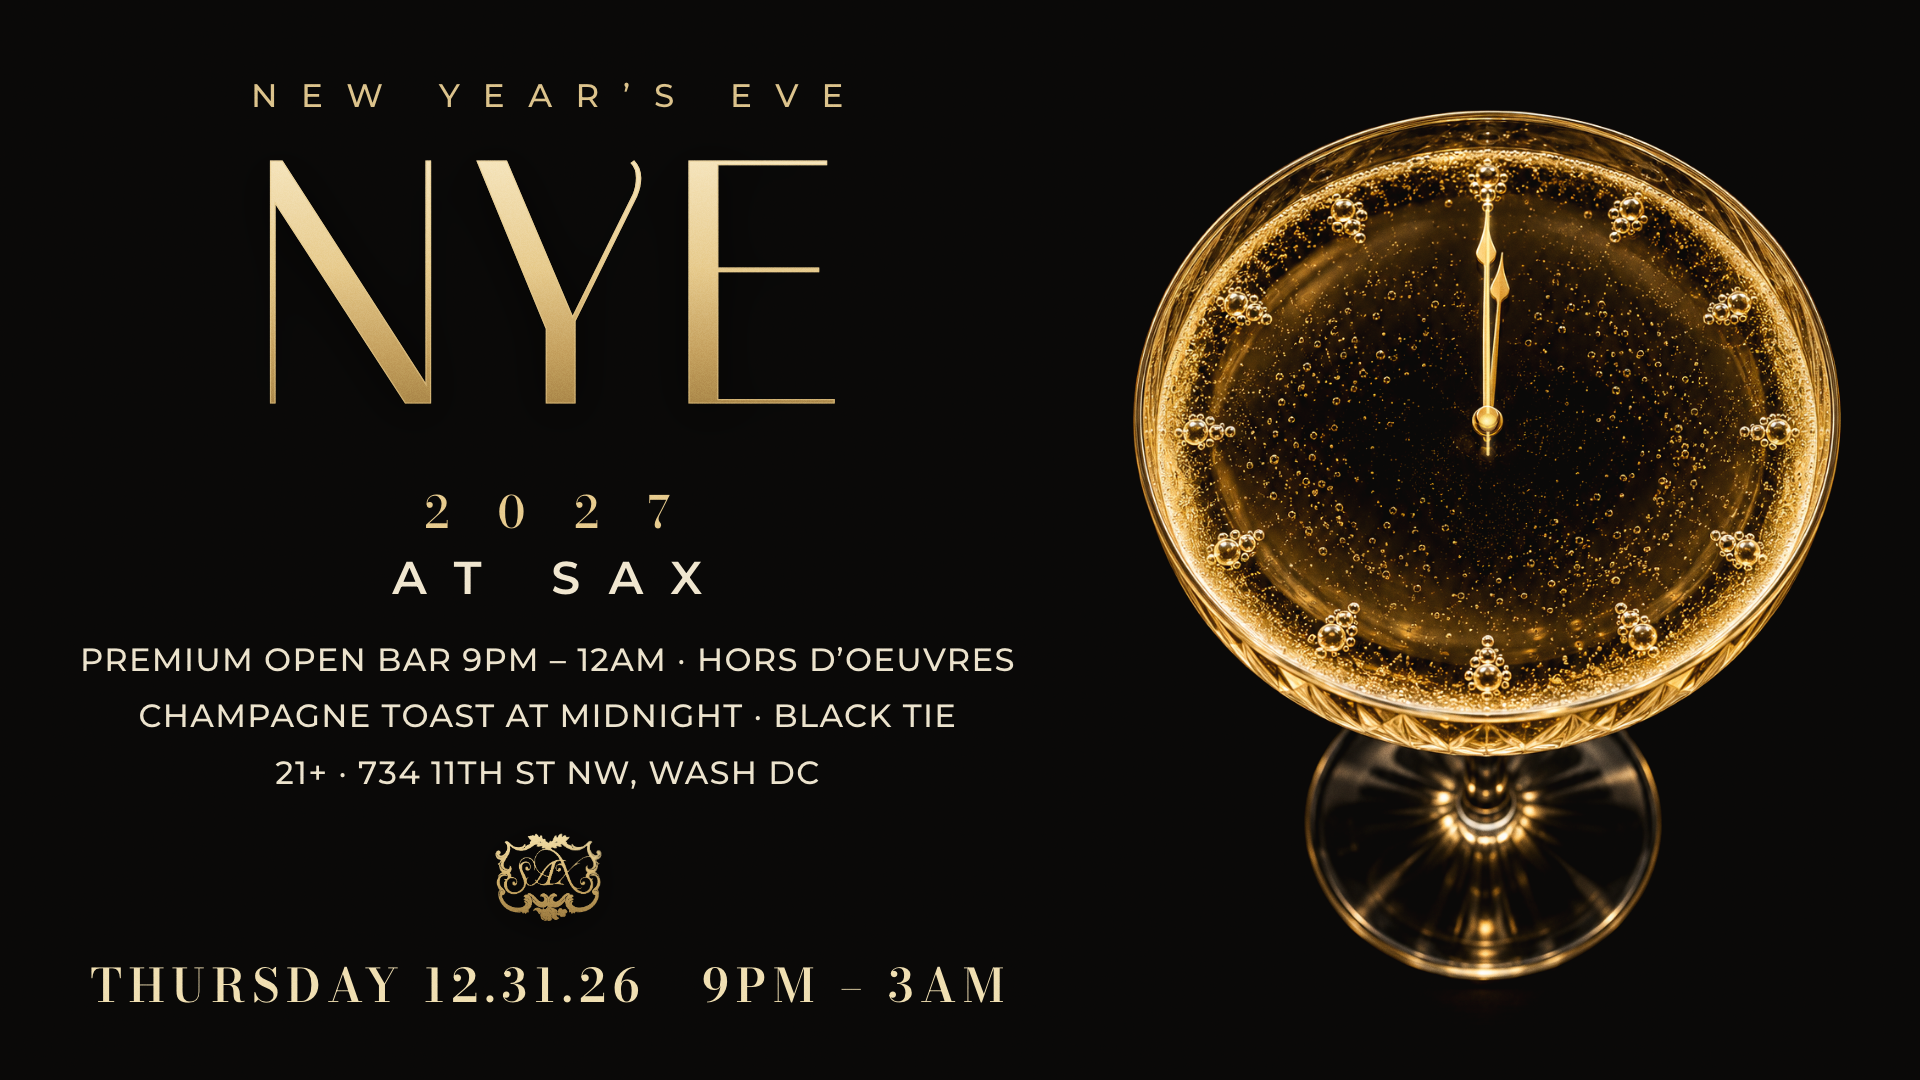 NEW YEAR’S EVE
NYE
2027
AT SAX
PREMIUM OPEN BAR 9PM – 12AM · HORS D’OEUVRES
CHAMPAGNE TOAST AT MIDNIGHT · BLACK TIE
21+ · 734 11TH ST NW, WASH DC
SAX
THURSDAY 12.31.26 9PM – 3AM